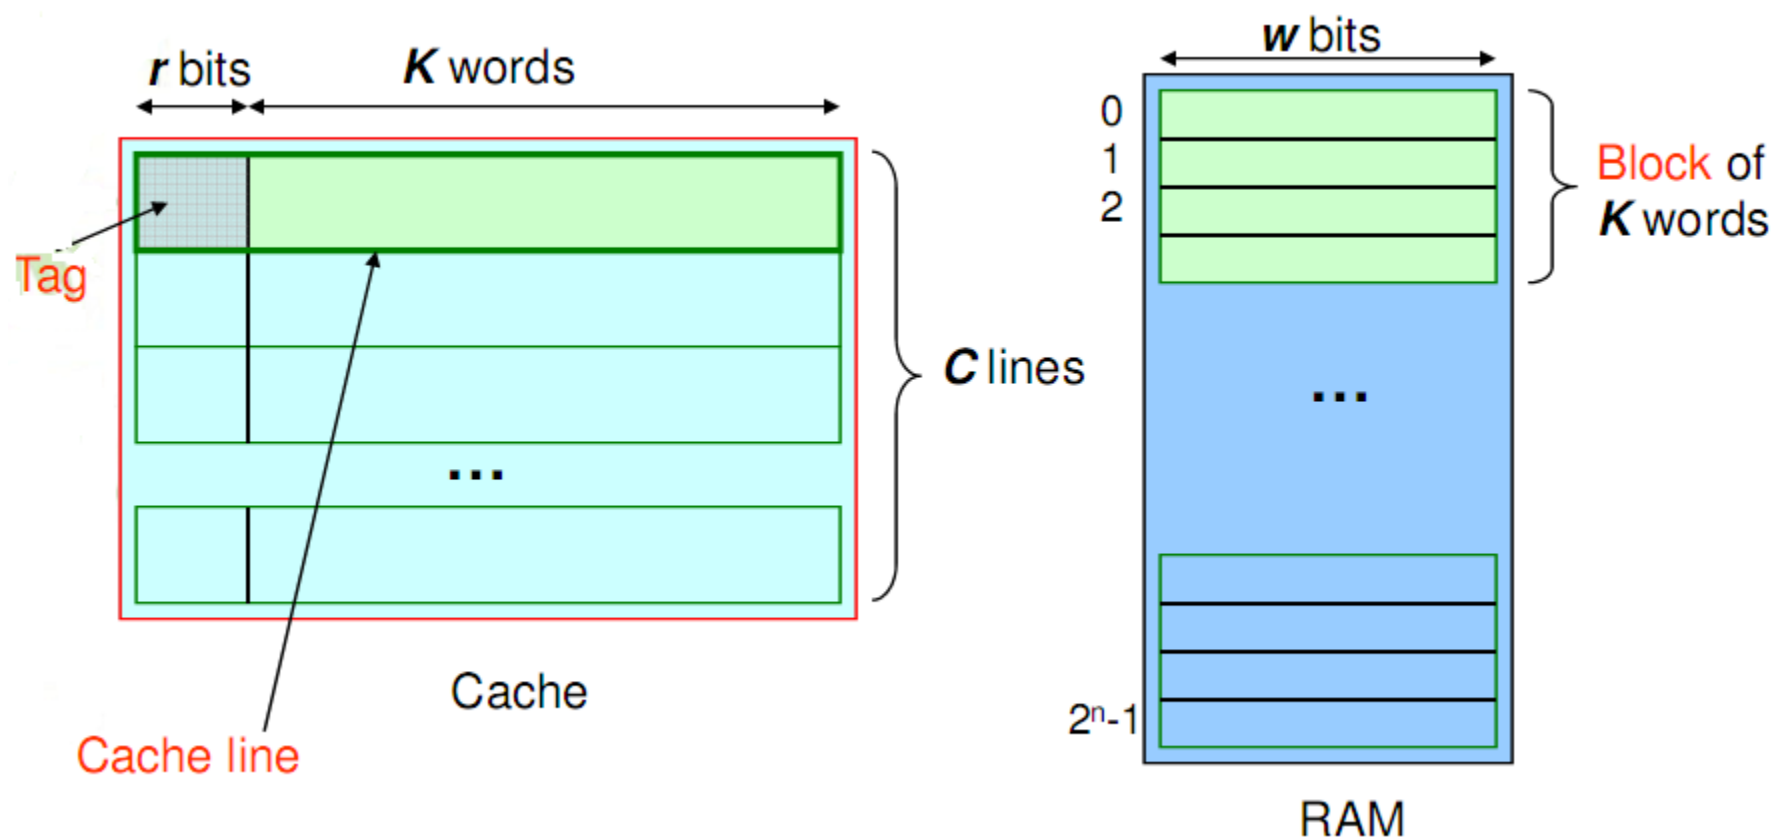 r bits
K words
Tag
C lines
...
Cache
Cache line
w bits
0
1
2
Block of
K words
...
2ⁿ-1
RAM